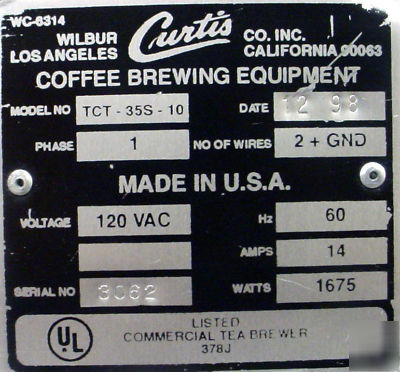 WC-6314
WILBUR Curtis CO. INC.
LOS ANGELES CALIFORNIA 90063
COFFEE BREWING EQUIPMENT
MODEL NO TCT - 35S - 10 DATE 12 98
PHASE 1 NO OF WIRES 2 + GND
MADE IN U.S.A.
VOLTAGE 120 VAC Hz 60
AMPS 14
SERIAL NO 3062 WATTS 1675
UL LISTED
COMMERCIAL TEA BREWER
378J